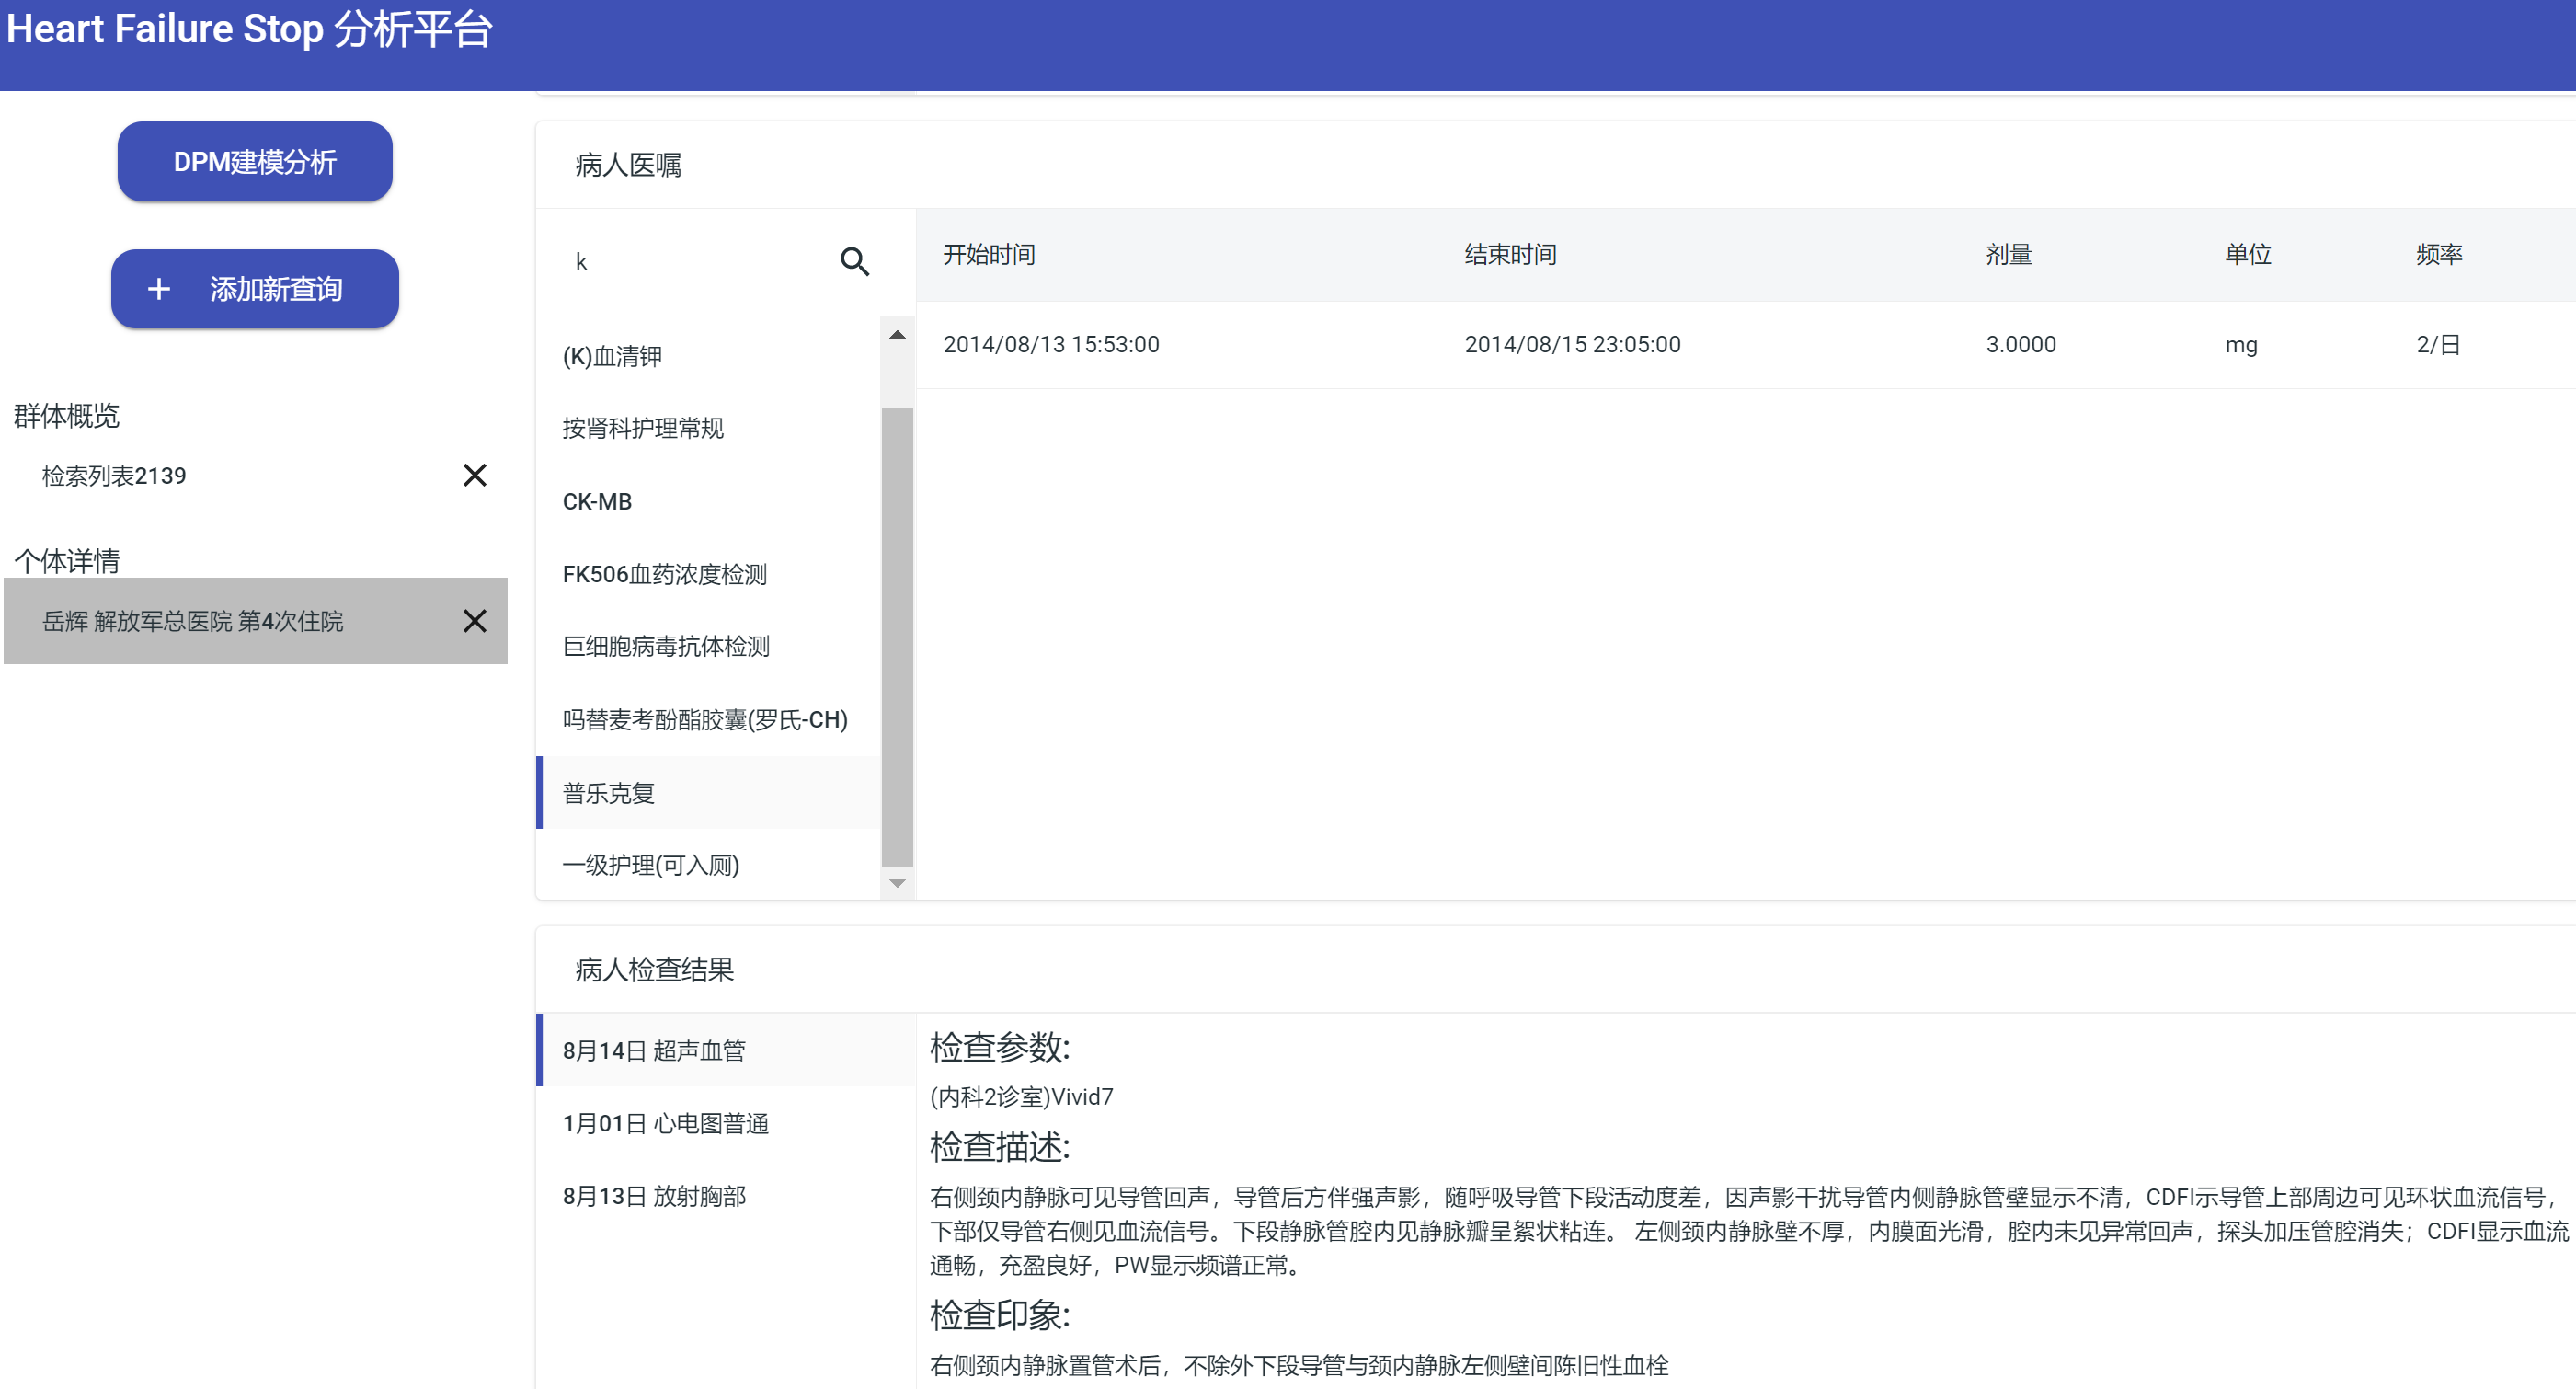 Heart Failure Stop 分析平台
DPM建模分析
+ 添加新查询
群体概览
检索列表2139
个体详情
岳辉 解放军总医院 第4次住院
病人医嘱
k
(K)血清钾
按肾科护理常规
CK-MB
FK506血药浓度检测
巨细胞病毒抗体检测
吗替麦考酚酯胶囊(罗氏-CH)
普乐克复
一级护理(可入厕)
开始时间 结束时间 剂量 单位 频率
2014/08/13 15:53:00 2014/08/15 23:05:00 3.0000 mg 2/日
病人检查结果
8月14日 超声血管
1月01日 心电图普通
8月13日 放射胸部
检查参数:
(内科2诊室)Vivid7
检查描述:
右侧颈内静脉可见导管回声，导管后方伴强声影，随呼吸导管下段活动度差，因声影干扰导管内侧静脉管壁显示不清，CDFI示导管上部周边可见环状血流信号，
下部仅导管右侧见血流信号。下段静脉管腔内见静脉瓣呈絮状粘连。 左侧颈内静脉壁不厚，内膜面光滑，腔内未见异常回声，探头加压管腔消失；CDFI显示血流
通畅，充盈良好，PW显示频谱正常。
检查印象:
右侧颈内静脉置管术后，不除外下段导管与颈内静脉左侧壁间陈旧性血栓